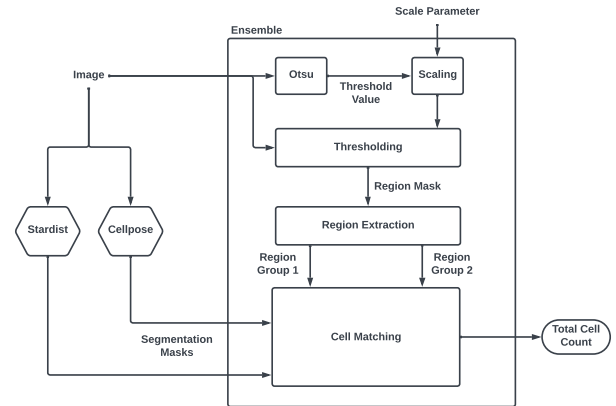 Scale Parameter
Ensemble
Image
Otsu
Threshold
Value
Scaling
Thresholding
Region Mask
Stardist
Cellpose
Region Extraction
Region
Group 1
Region
Group 2
Segmentation
Masks
Cell Matching
Total Cell
Count